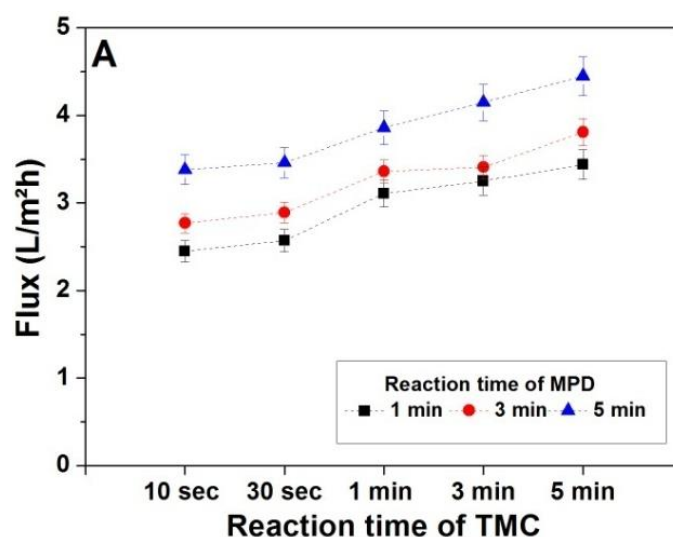 A
5
4
3
2
1
0
Flux (L/m²h)
Reaction time of MPD
1 min 3 min 5 min
10 sec 30 sec 1 min 3 min 5 min
Reaction time of TMC